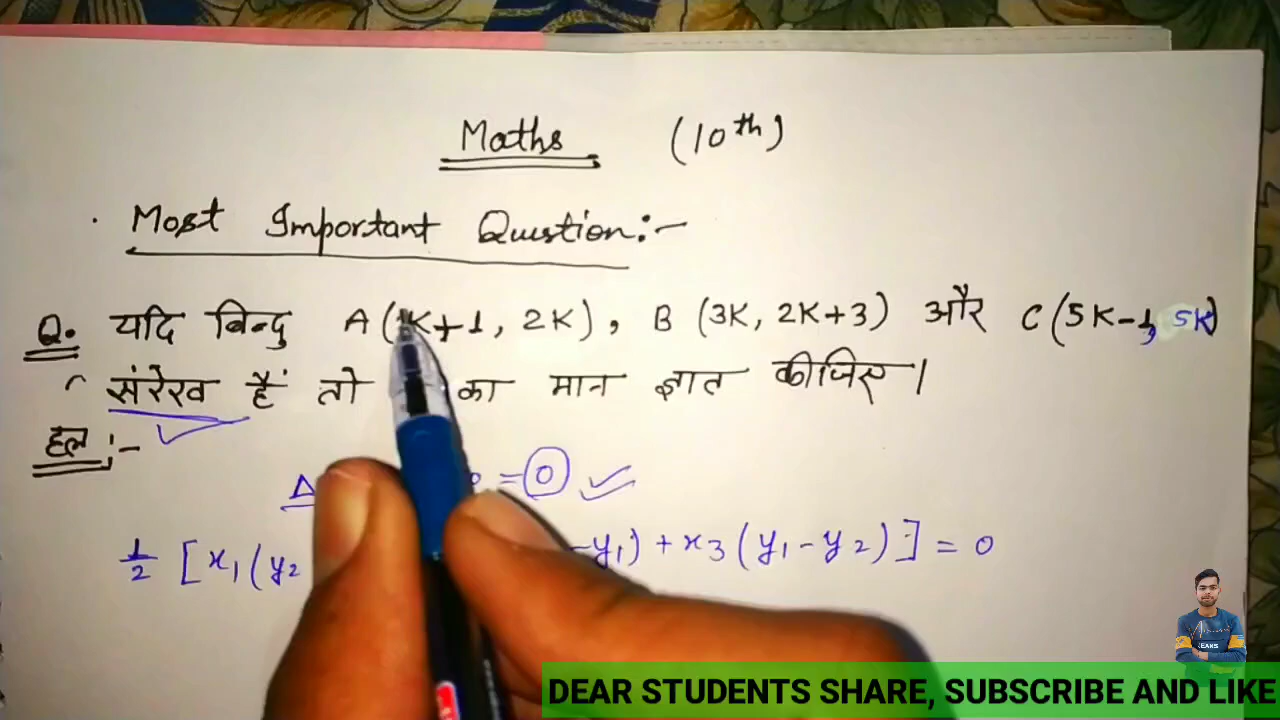 Maths (10th)
Most Important Question:-
Q. यदि बिन्दु A(K+1, 2K), B (3K, 2K+3) और C (5K-1, 5K)
संरेख हैं तो का मान ज्ञात कीजिए।
हल:-
Δ = 0
1/2 [x1(y2 -y1) + x3(y1-y2)] = 0
DEAR STUDENTS SHARE, SUBSCRIBE AND LIKE